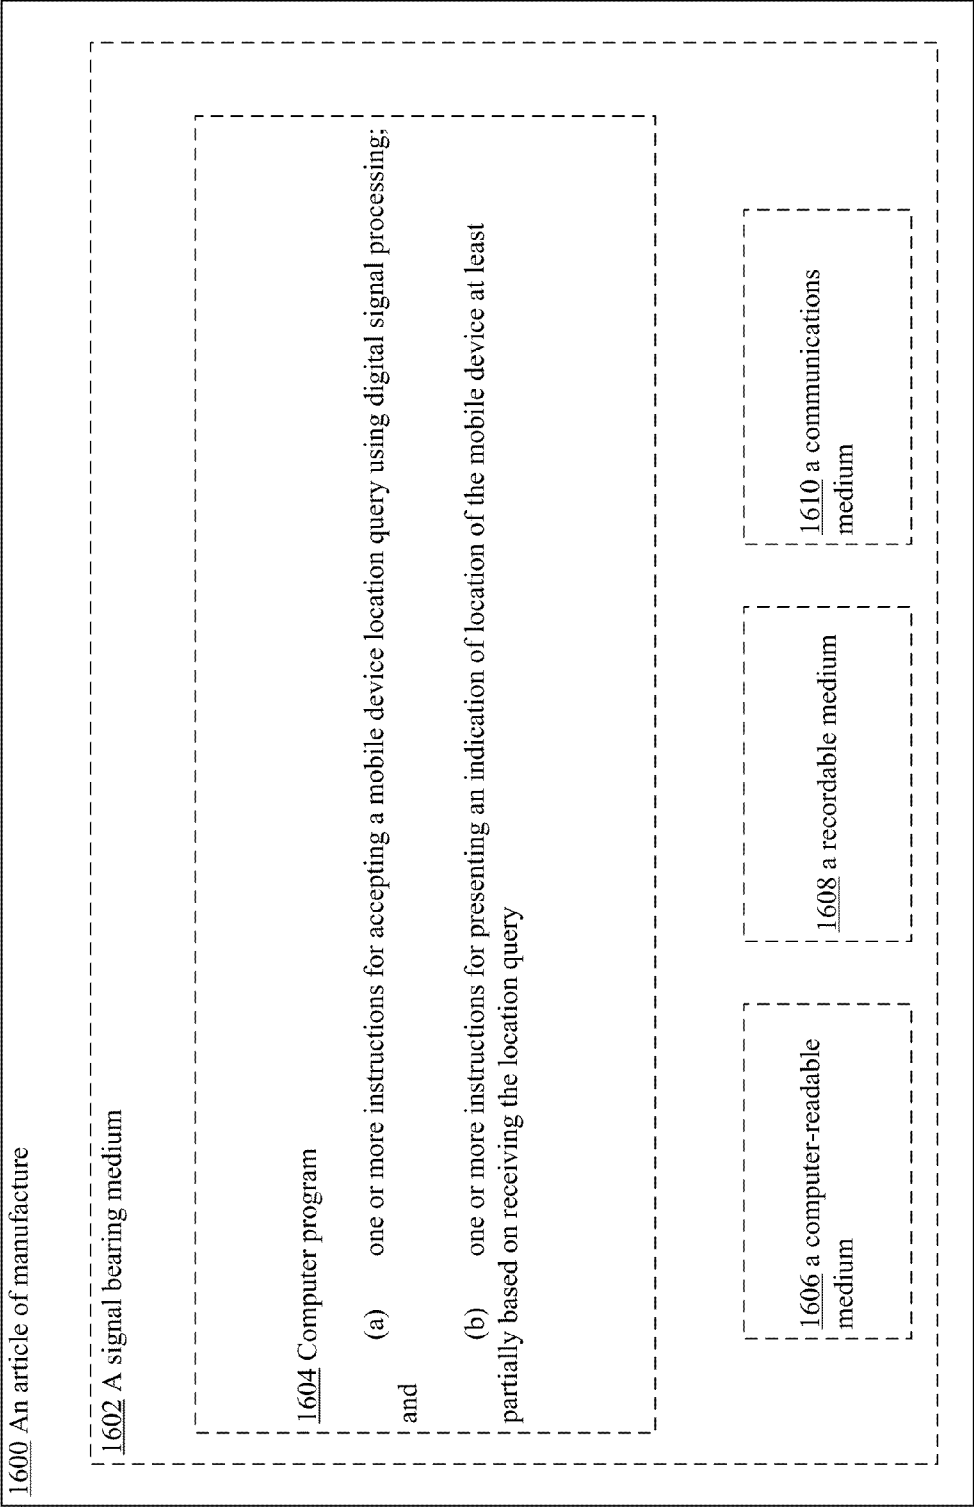 1600 An article of manufacture
1602 A signal bearing medium
1604 Computer program
(a) one or more instructions for accepting a mobile device location query using digital signal processing;
and
(b) one or more instructions for presenting an indication of location of the mobile device at least
partially based on receiving the location query
1606 a computer-readable
medium
1608 a recordable medium
1610 a communications
medium